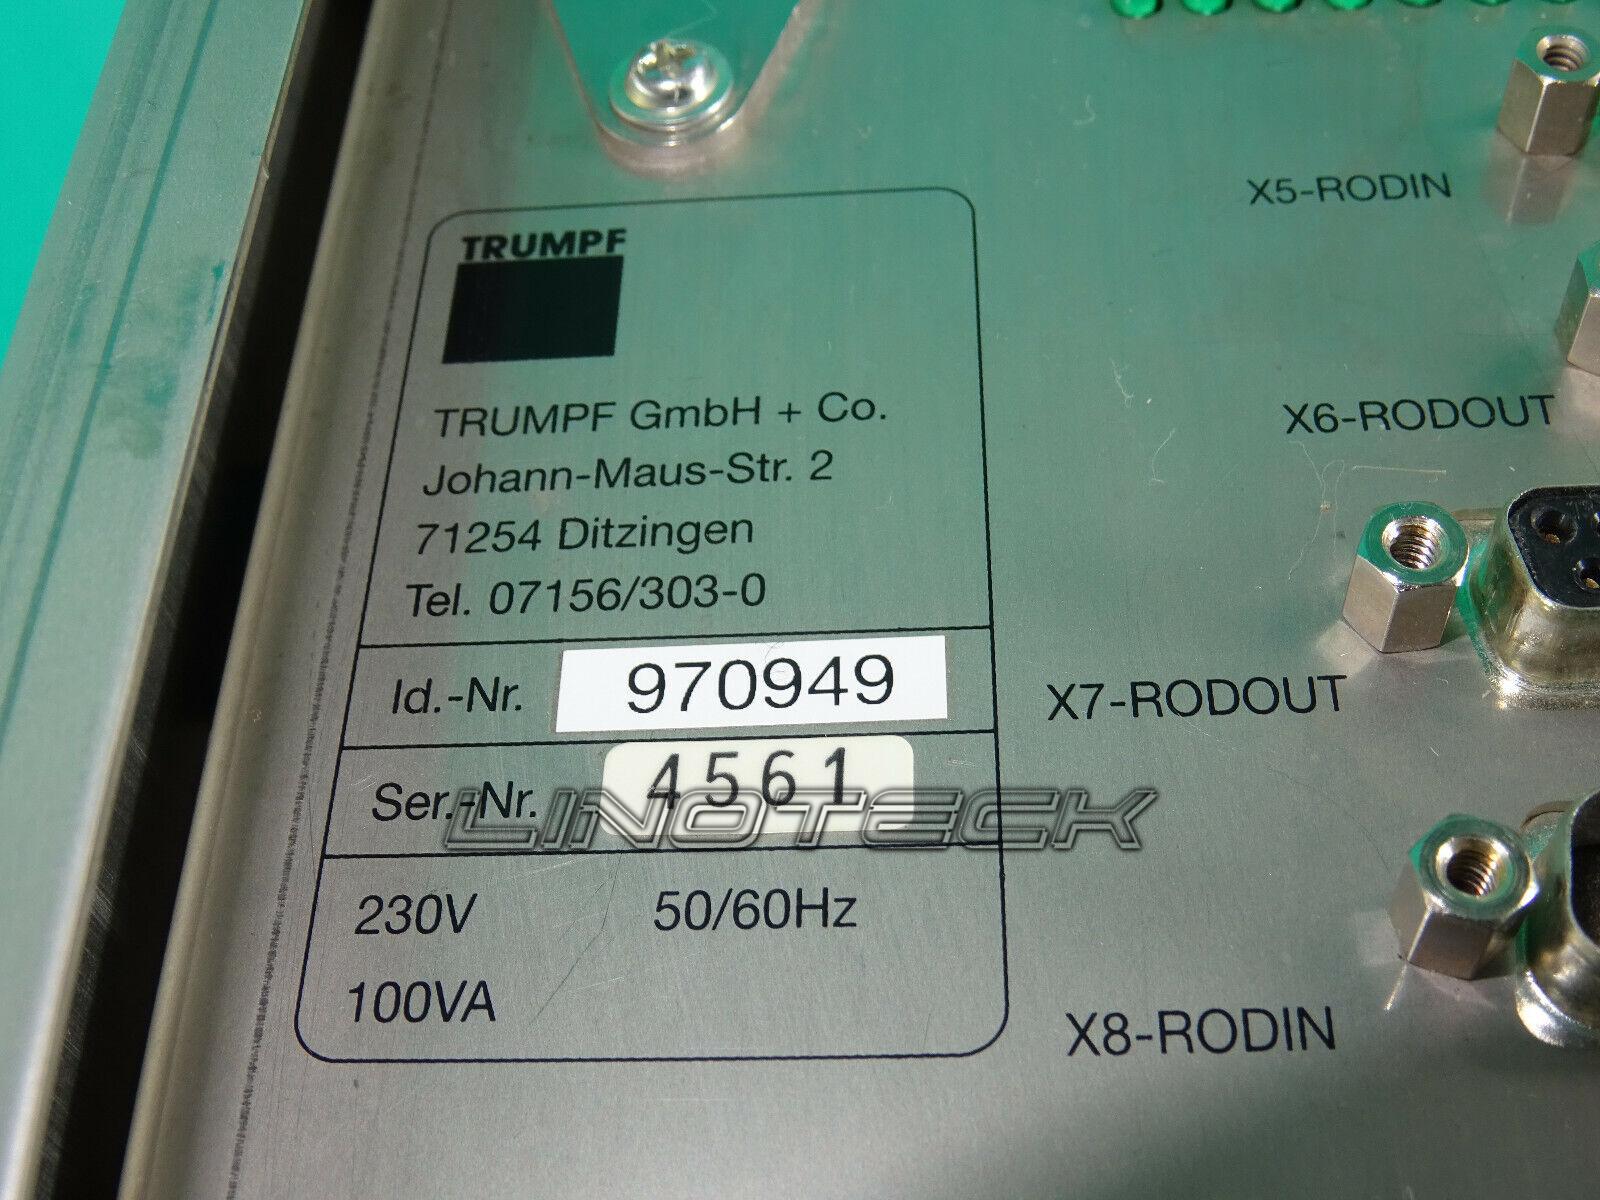 TRUMPF
TRUMPF GmbH + Co.
Johann-Maus-Str. 2
71254 Ditzingen
Tel. 07156/303-0
Id.-Nr. 970949
Ser.-Nr. 4561
LINOTECK
230V 50/60Hz
100VA
X5-RODIN
X6-RODOUT
X7-RODOUT
X8-RODIN